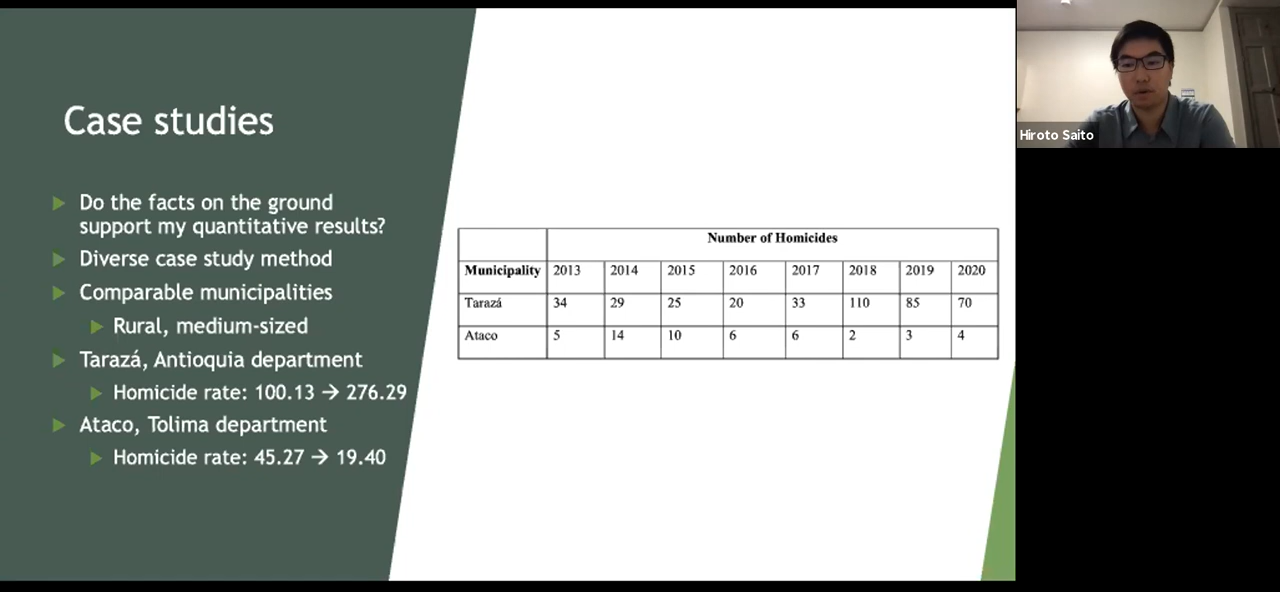 Case studies
Do the facts on the ground
support my quantitative results?
Diverse case study method
Comparable municipalities
Rural, medium-sized
Tarazá, Antioquia department
Homicide rate: 100.13 → 276.29
Ataco, Tolima department
Homicide rate: 45.27 → 19.40
Number of Homicides
Municipality 2013 2014 2015 2016 2017 2018 2019 2020
Tarazá 34 29 25 20 33 110 85 70
Ataco 5 14 10 6 6 2 3 4
Hiroto Saito